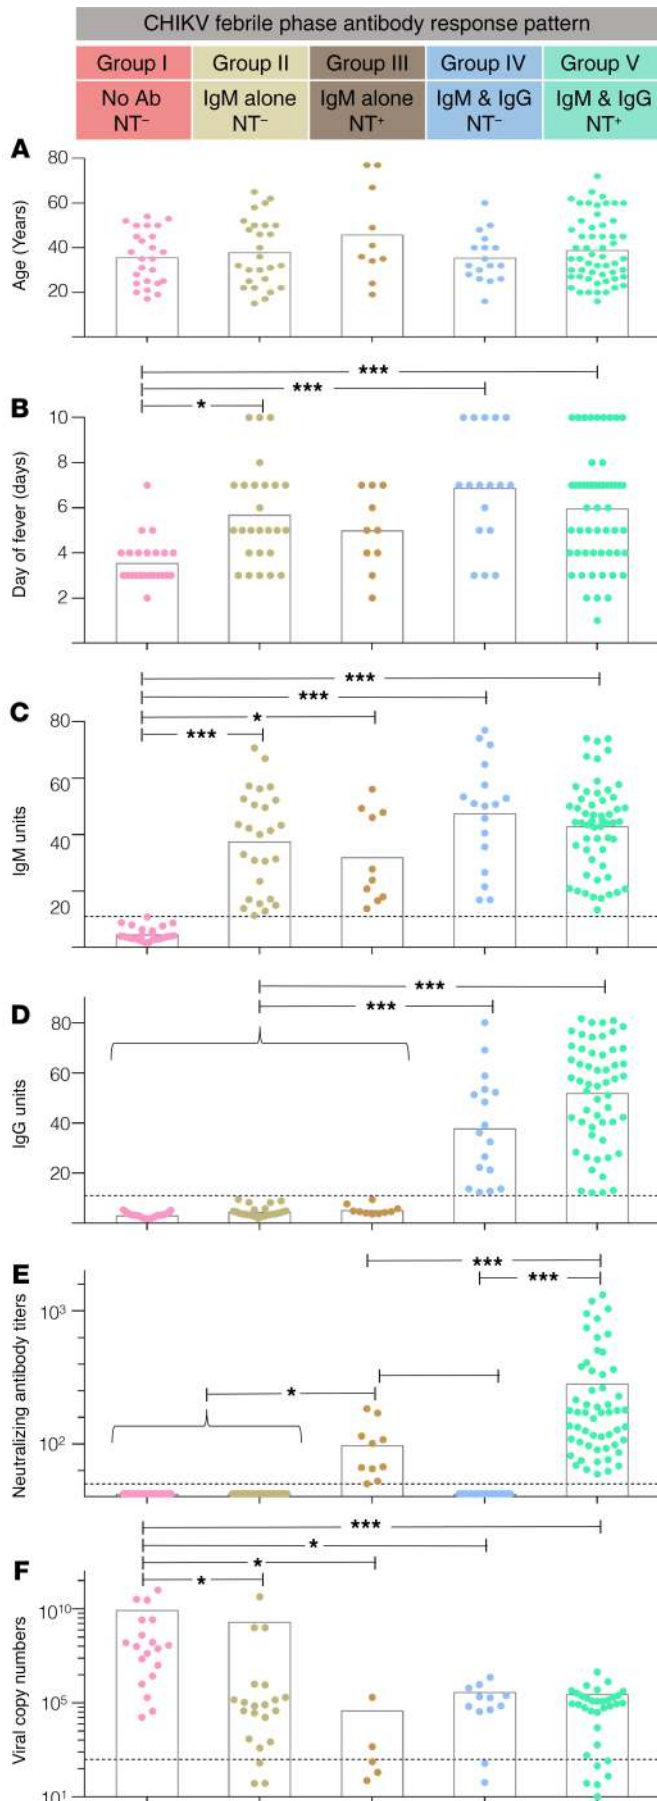 CHIKV febrile phase antibody response pattern
Group I Group II Group III Group IV Group V
No Ab IgM alone IgM alone IgM & IgG IgM & IgG
NT⁻ NT⁻ NT⁺ NT⁻ NT⁺
A
Age (Years)
80
60
40
20
***
***
*
B
Day of fever (days)
10
8
6
4
2
***
***
*
***
C
IgM units
80
60
40
20
***
***
D
IgG units
80
60
40
20
***
***
*
E
Neutralizing antibody titers
10³
10²
***
*
*
*
F
Viral copy numbers
10¹⁰
10⁵
10¹